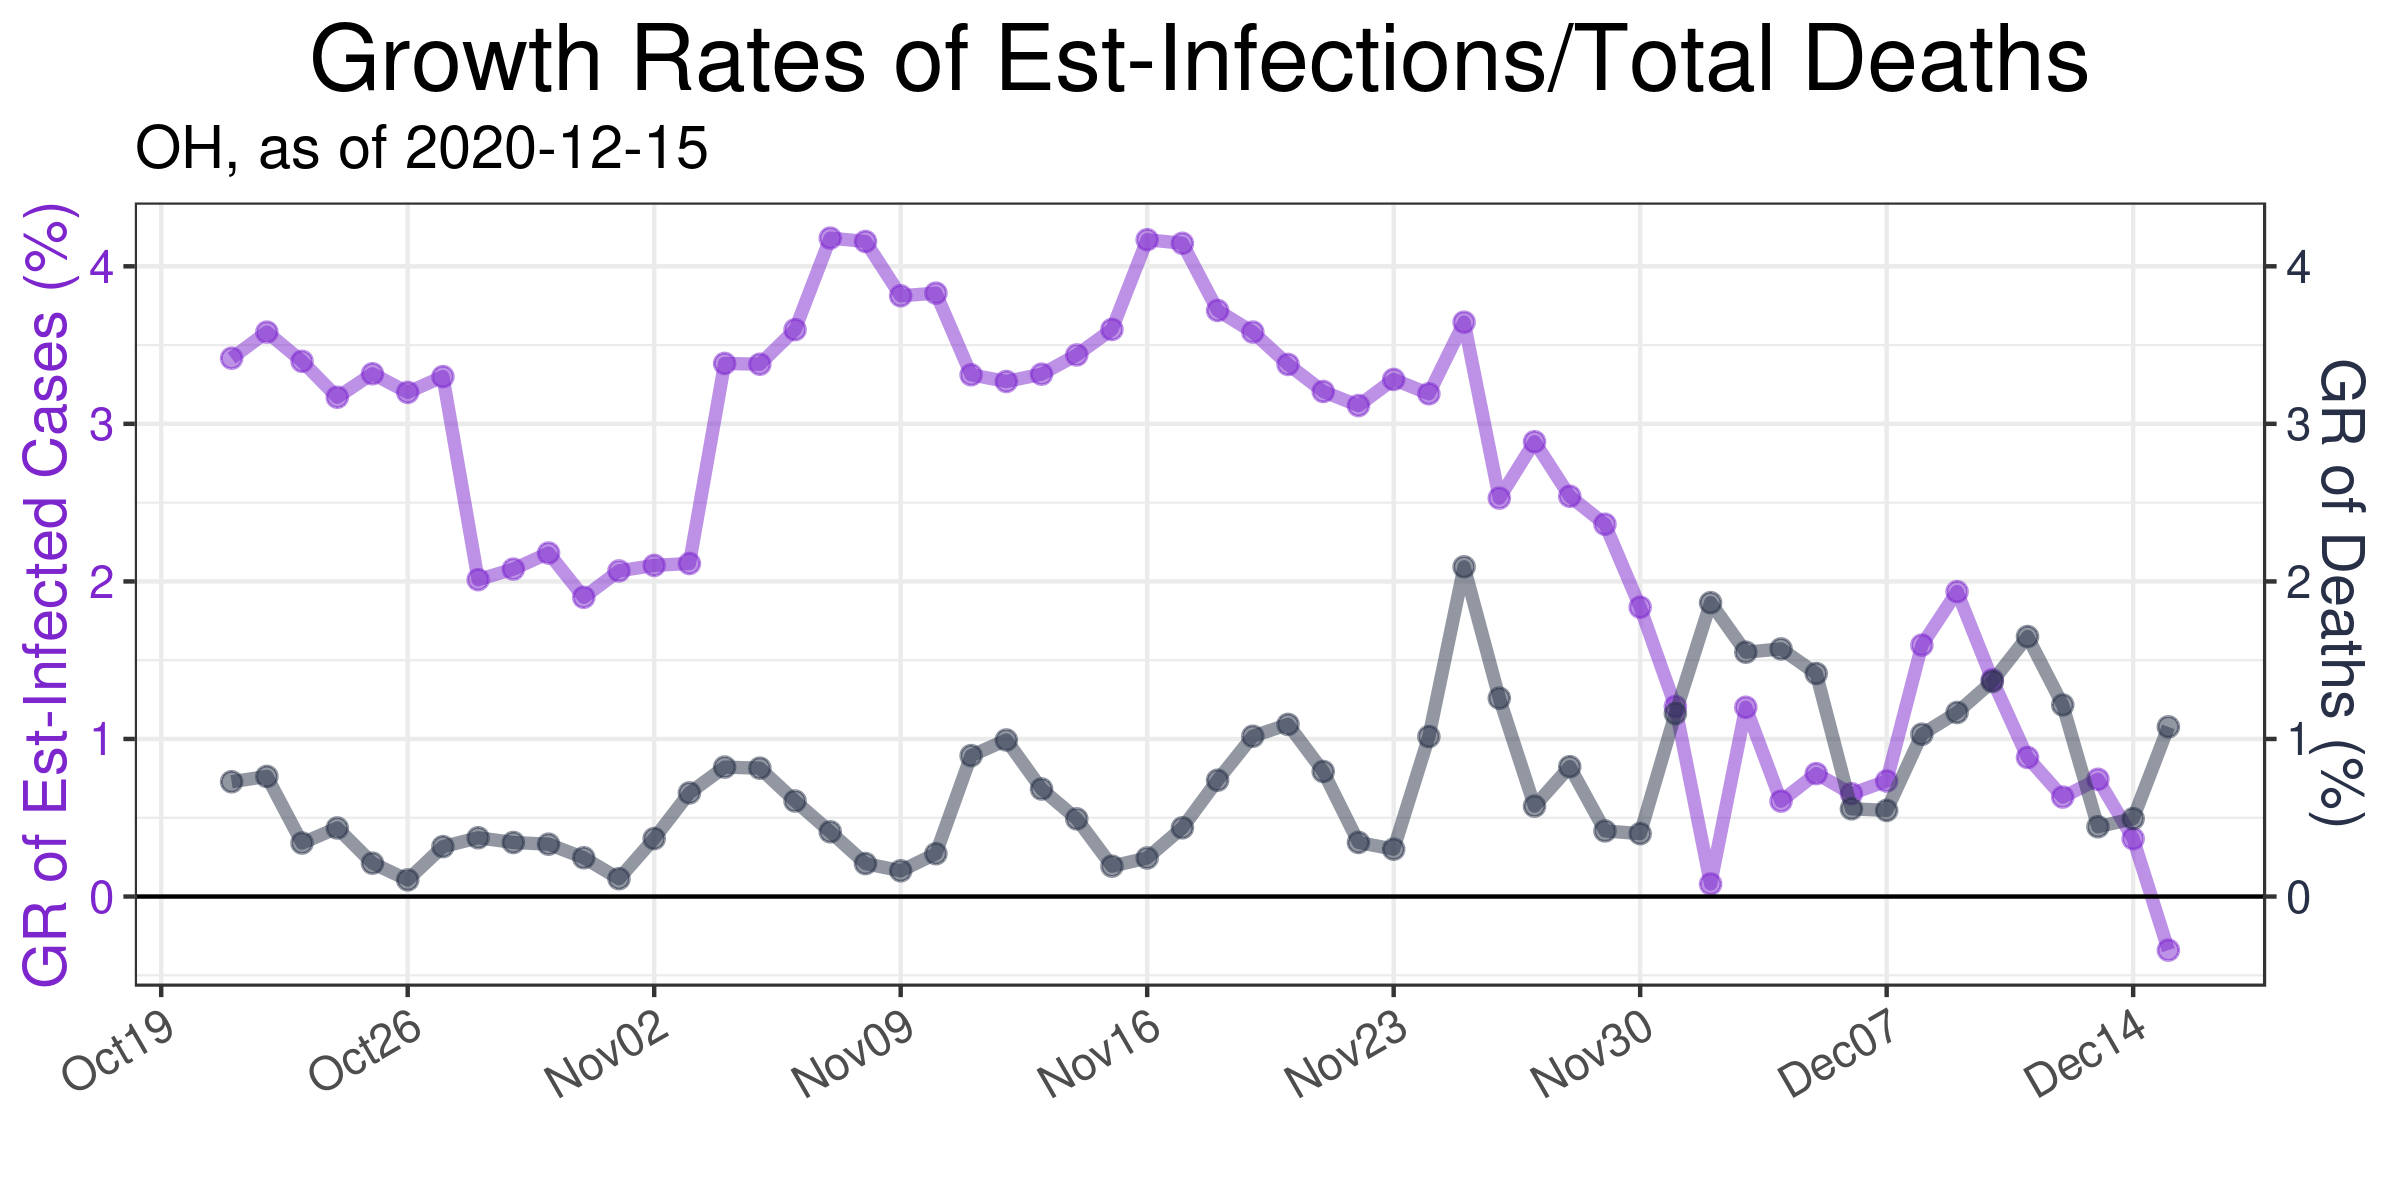 Growth Rates of Est-Infections/Total Deaths
OH, as of 2020-12-15
GR of Est-Infected Cases (%)
4
3
2
1
0
4
3
2
1
0
GR of Deaths (%)
Oct19
Oct26
Nov02
Nov09
Nov16
Nov23
Nov30
Dec07
Dec14